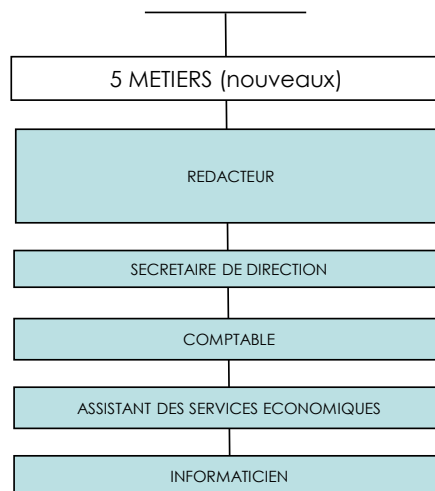 5 METIERS (nouveaux)
REDACTEUR
SECRETAIRE DE DIRECTION
COMPTABLE
ASSISTANT DES SERVICES ECONOMIQUES
INFORMATICIEN